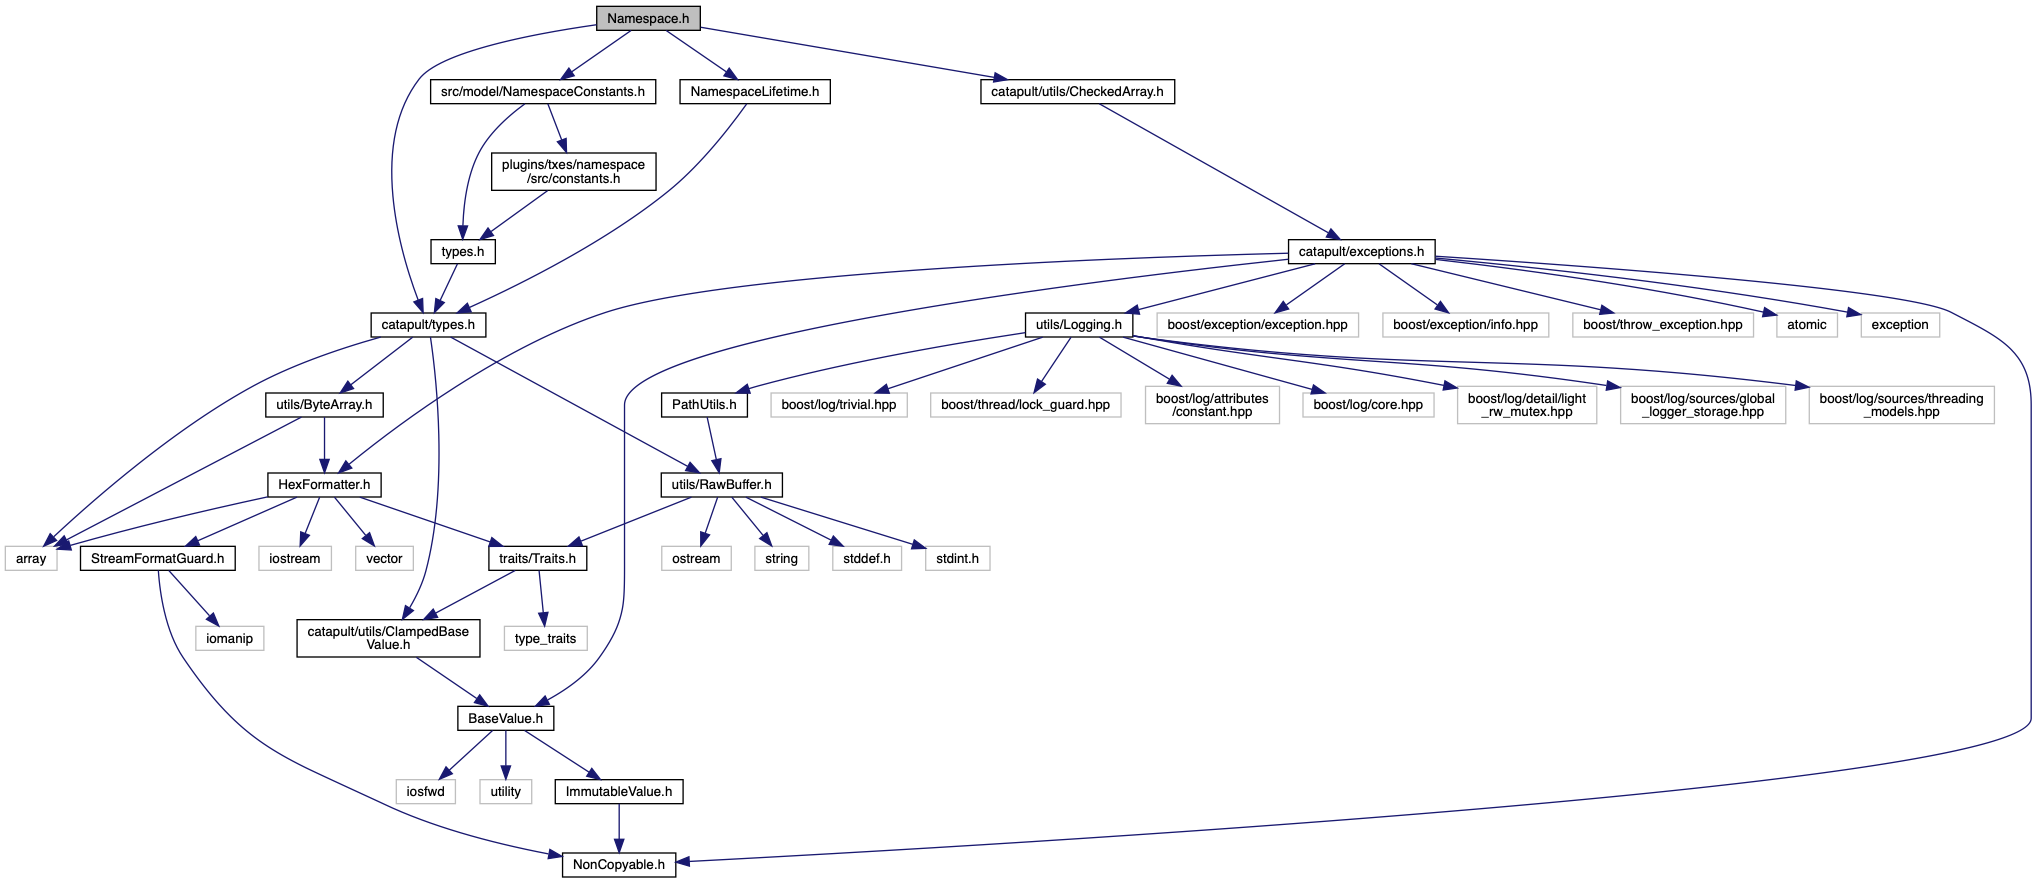 Namespace.h
src/model/NamespaceConstants.h
NamespaceLifetime.h
catapult/utils/CheckedArray.h
plugins/txes/namespace
/src/constants.h
types.h
catapult/exceptions.h
catapult/types.h
utils/Logging.h
boost/exception/exception.hpp
boost/exception/info.hpp
boost/throw_exception.hpp
atomic
exception
utils/ByteArray.h
PathUtils.h
boost/log/trivial.hpp
boost/thread/lock_guard.hpp
boost/log/attributes
/constant.hpp
boost/log/core.hpp
boost/log/detail/light
_rw_mutex.hpp
boost/log/sources/global
_logger_storage.hpp
boost/log/sources/threading
_models.hpp
HexFormatter.h
utils/RawBuffer.h
array
StreamFormatGuard.h
iostream
vector
traits/Traits.h
ostream
string
stddef.h
stdint.h
iomanip
catapult/utils/ClampedBase
Value.h
type_traits
BaseValue.h
iosfwd
utility
ImmutableValue.h
NonCopyable.h